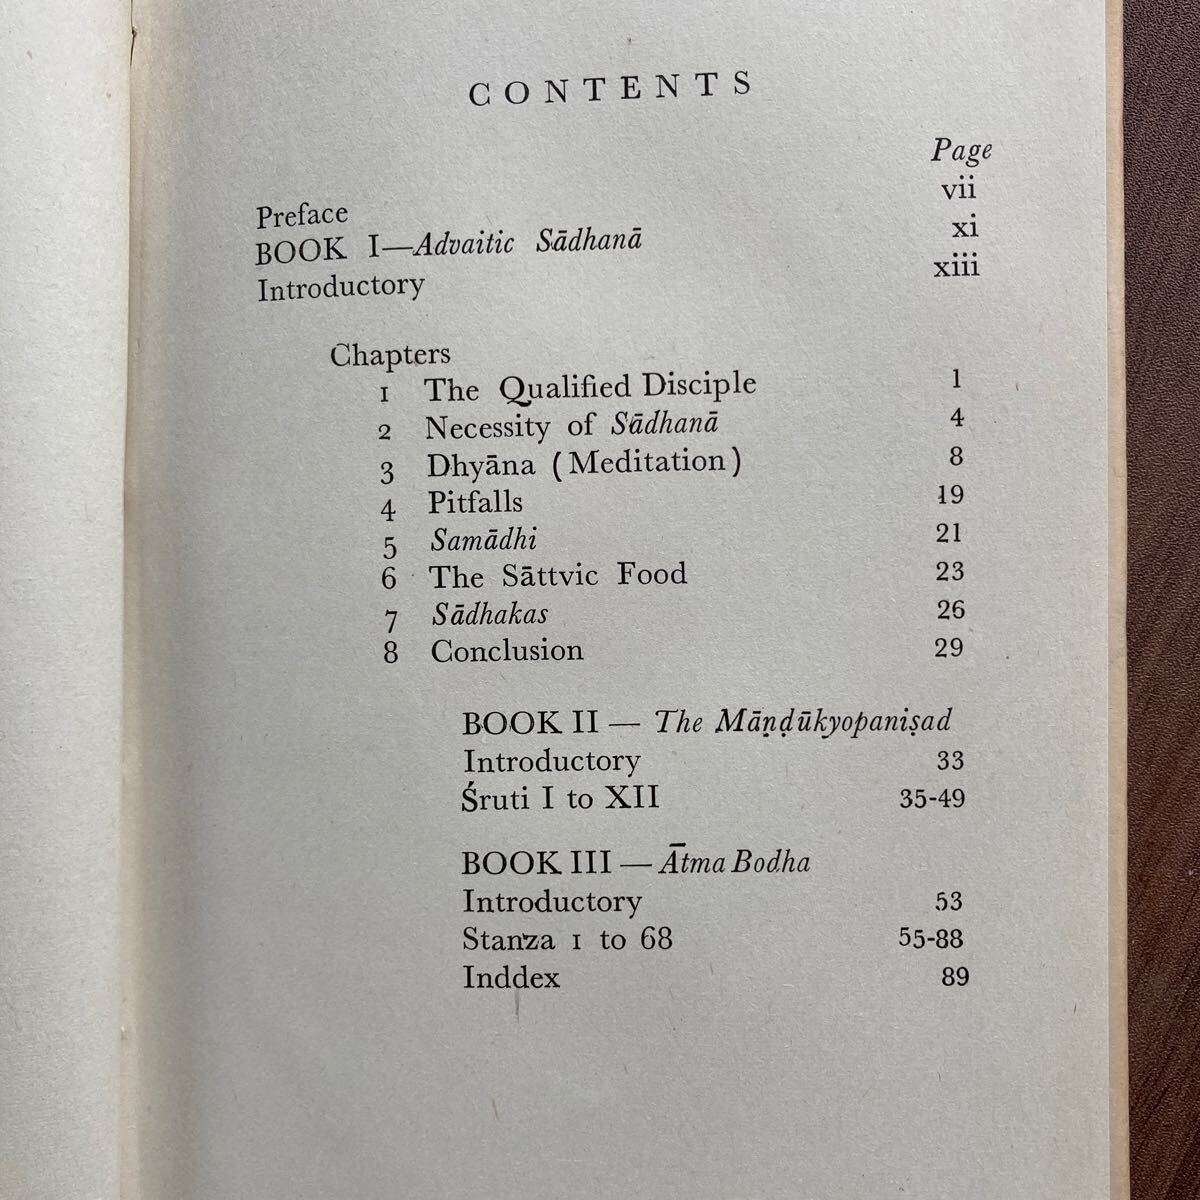 CONTENTS
Page
Preface vii
BOOK I—Advaitic Sādhanā xi
Introductory xiii
Chapters
1 The Qualified Disciple 1
2 Necessity of Sādhanā 4
3 Dhyāna (Meditation) 8
4 Pitfalls 19
5 Samādhi 21
6 The Sāttvic Food 23
7 Sādhakas 26
8 Conclusion 29
BOOK II — The Māṇḍūkyopaniṣad
Introductory 33
Śruti I to XII 35-49
BOOK III — Ātma Bodha
Introductory 53
Stanza 1 to 68 55-88
Inddex 89